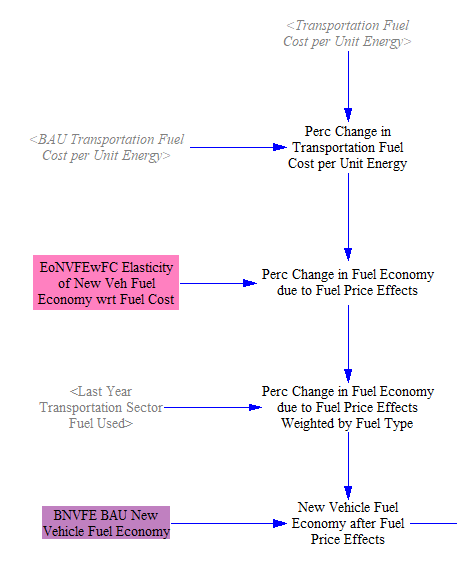 <Transportation Fuel
Cost per Unit Energy>
<BAU Transportation Fuel
Cost per Unit Energy>
Perc Change in
Transportation Fuel
Cost per Unit Energy
EoNVFEwFC Elasticity
of New Veh Fuel
Economy wrt Fuel Cost
Perc Change in Fuel Economy
due to Fuel Price Effects
<Last Year
Transportation Sector
Fuel Used>
Perc Change in Fuel Economy
due to Fuel Price Effects
Weighted by Fuel Type
BNVFE BAU New
Vehicle Fuel Economy
New Vehicle Fuel
Economy after Fuel
Price Effects